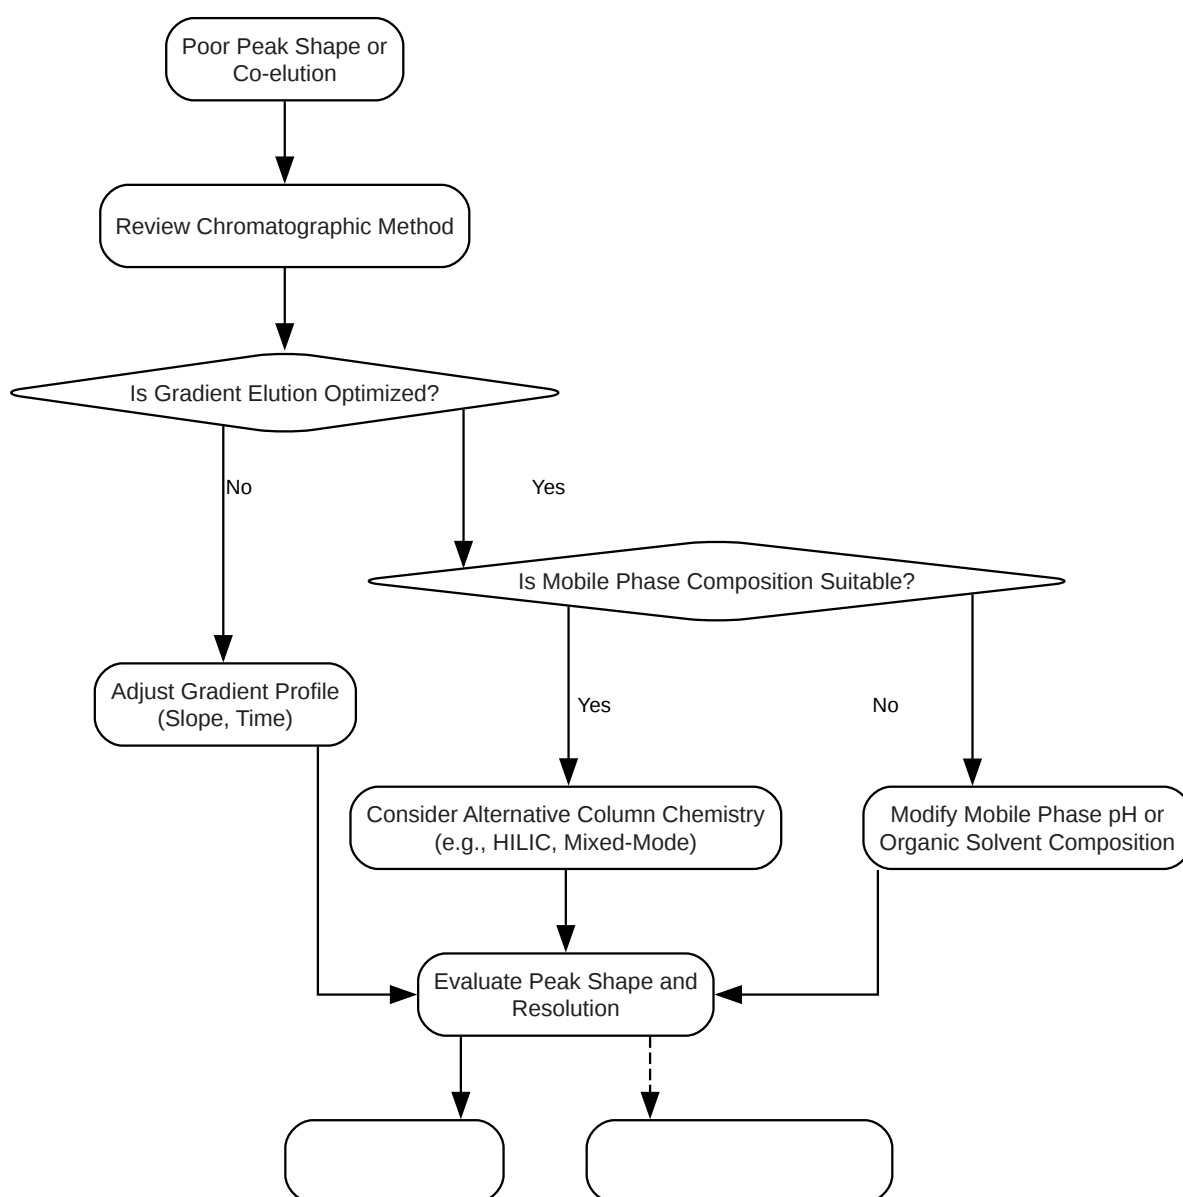 Poor Peak Shape or
Co-elution
Review Chromatographic Method
Is Gradient Elution Optimized?
No
Yes
Is Mobile Phase Composition Suitable?
Adjust Gradient Profile
(Slope, Time)
Yes
No
Consider Alternative Column Chemistry
(e.g., HILIC, Mixed-Mode)
Modify Mobile Phase pH or
Organic Solvent Composition
Evaluate Peak Shape and
Resolution